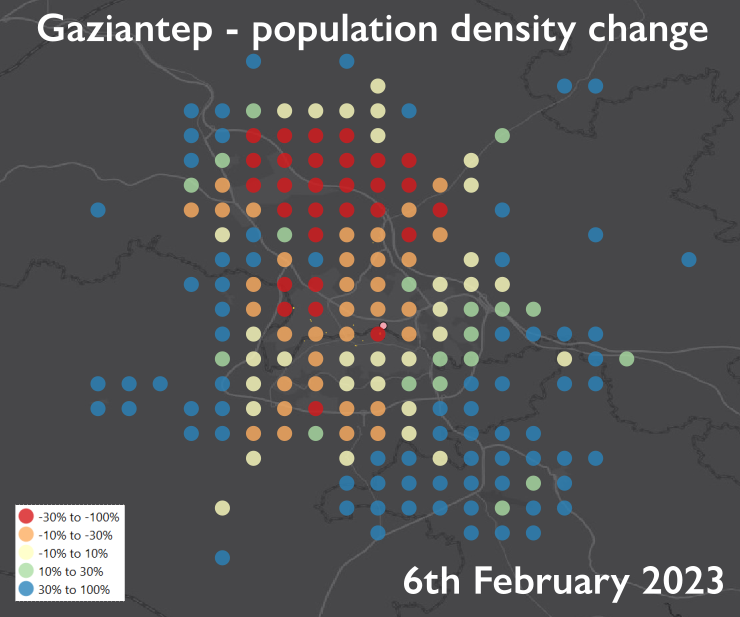 Gaziantep - population density change
-30% to -100%
-10% to -30%
-10% to 10%
10% to 30%
30% to 100%
6th February 2023